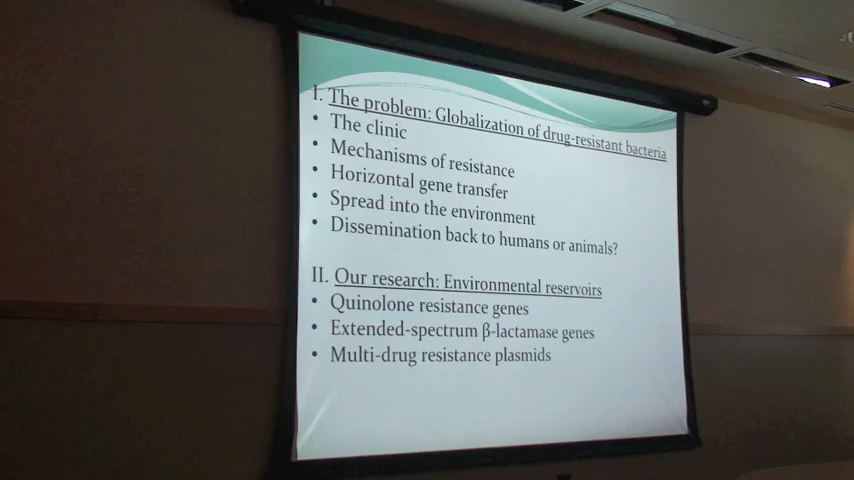 I. The problem: Globalization of drug-resistant bacteria
• The clinic
• Mechanisms of resistance
• Horizontal gene transfer
• Spread into the environment
• Dissemination back to humans or animals?
II. Our research: Environmental reservoirs
• Quinolone resistance genes
• Extended-spectrum β-lactamase genes
• Multi-drug resistance plasmids